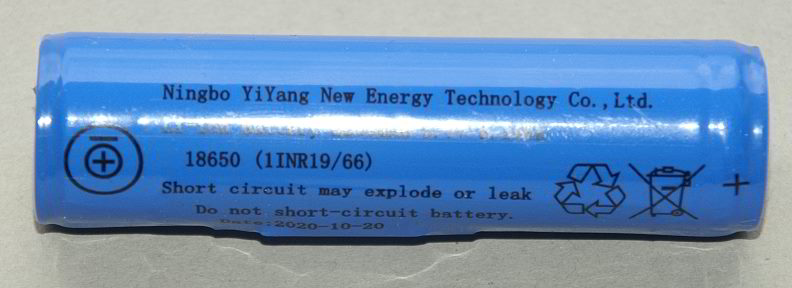 Ningbo YiYang New Energy Technology Co.,Ltd.
18650 (1INR19/66)
Short circuit may explode or leak
Do not short-circuit battery.
Date:2020-10-20
+